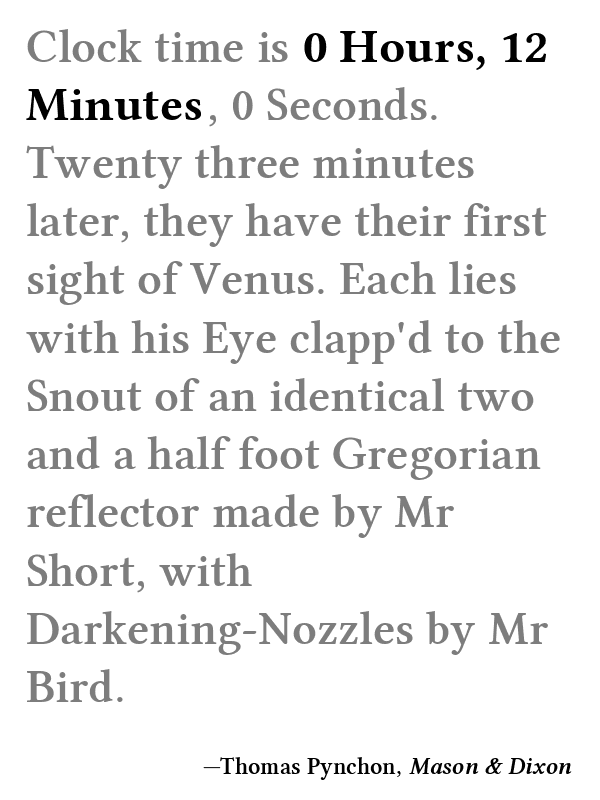 Clock time is 0 Hours, 12
Minutes, 0 Seconds.
Twenty three minutes
later, they have their first
sight of Venus. Each lies
with his Eye clapp'd to the
Snout of an identical two
and a half foot Gregorian
reflector made by Mr
Short, with
Darkening-Nozzles by Mr
Bird.
—Thomas Pynchon, Mason & Dixon